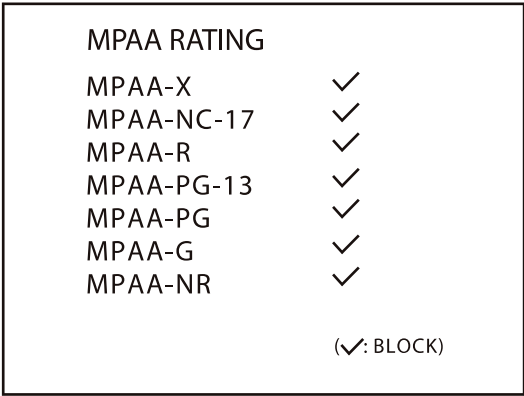 MPAA RATING
MPAA-X ✓
MPAA-NC-17 ✓
MPAA-R ✓
MPAA-PG-13 ✓
MPAA-PG ✓
MPAA-G ✓
MPAA-NR ✓
(✓: BLOCK)